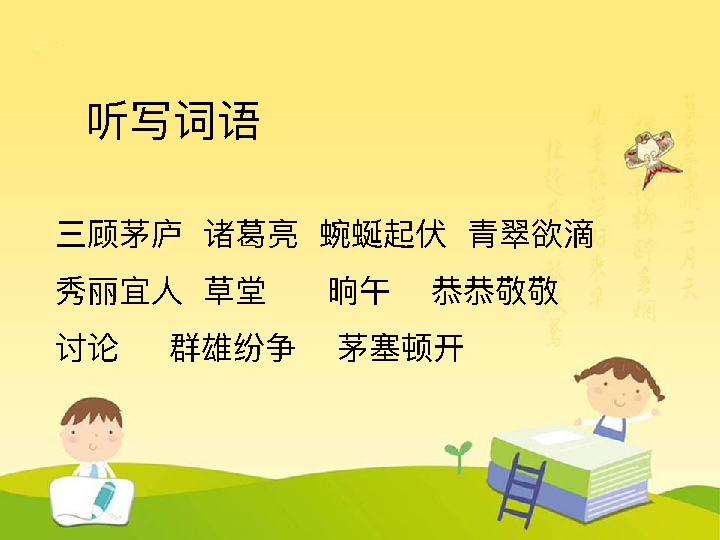 听写词语
三顾茅庐 诸葛亮 蜿蜒起伏 青翠欲滴
秀丽宜人 草堂 晌午 恭恭敬敬
讨论 群雄纷争 茅塞顿开